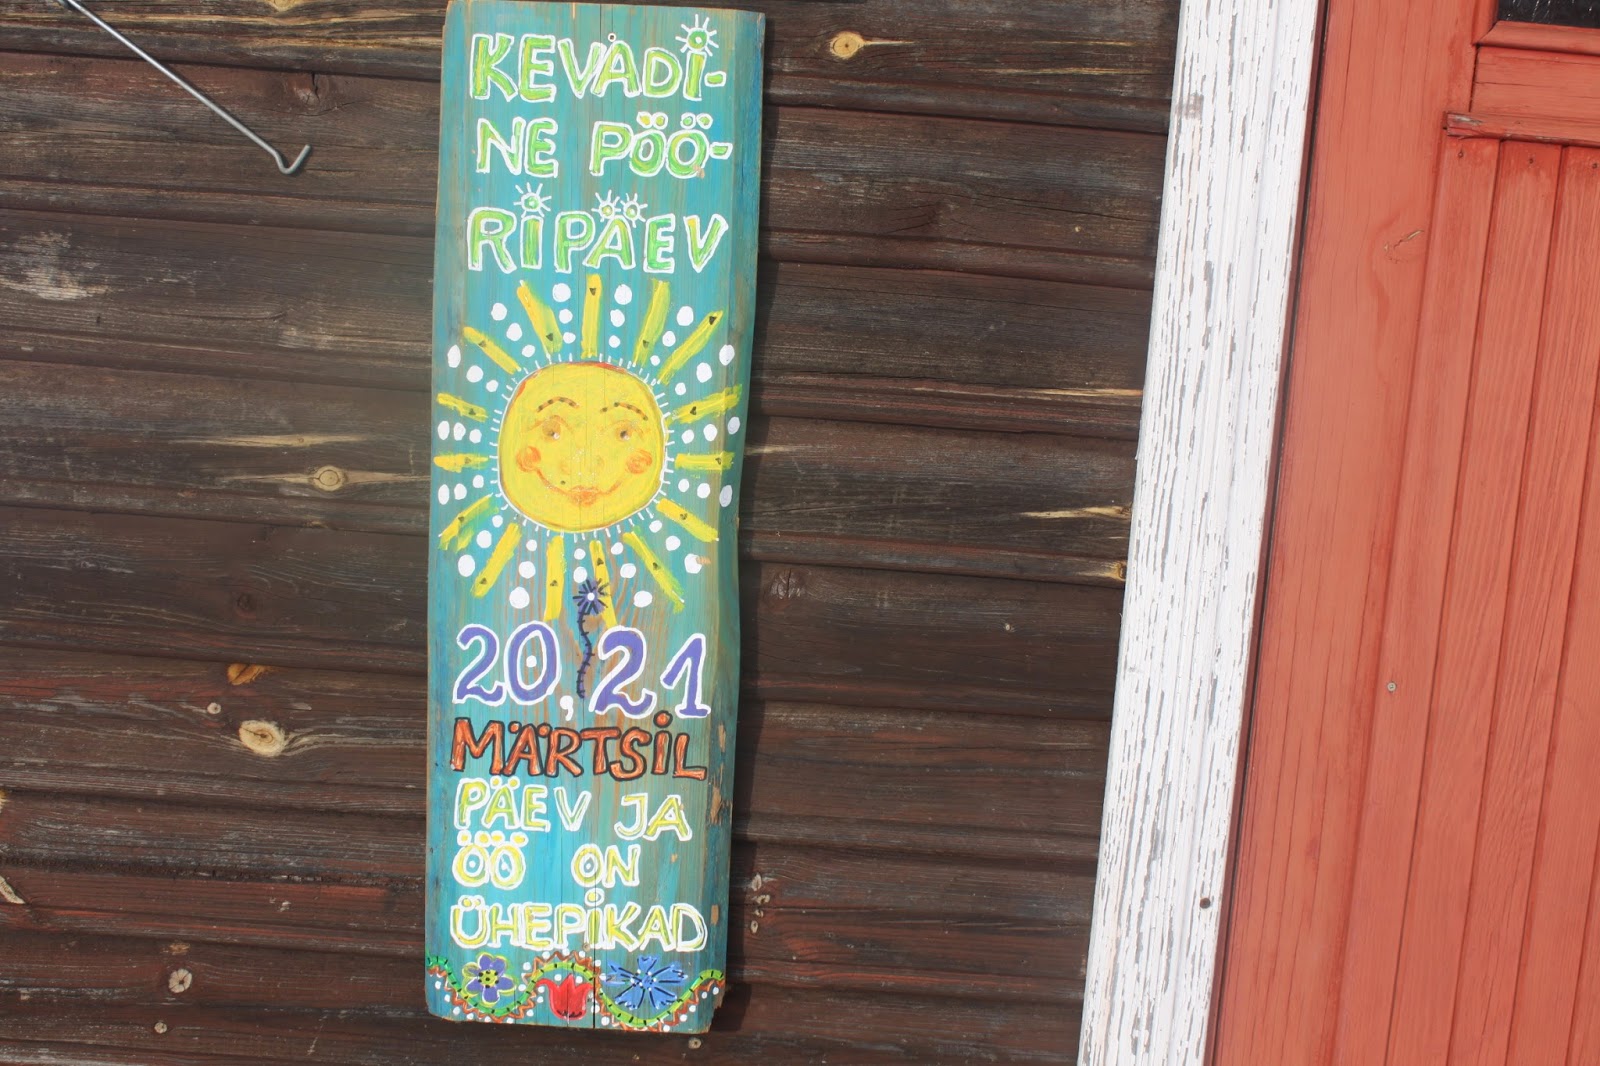 KEVADI-
NE PÖÖ-
RIPÄEV
20,21
MÄRTSIL
PÄEV JA
ÖÖ ON
ÜHEPIKAD